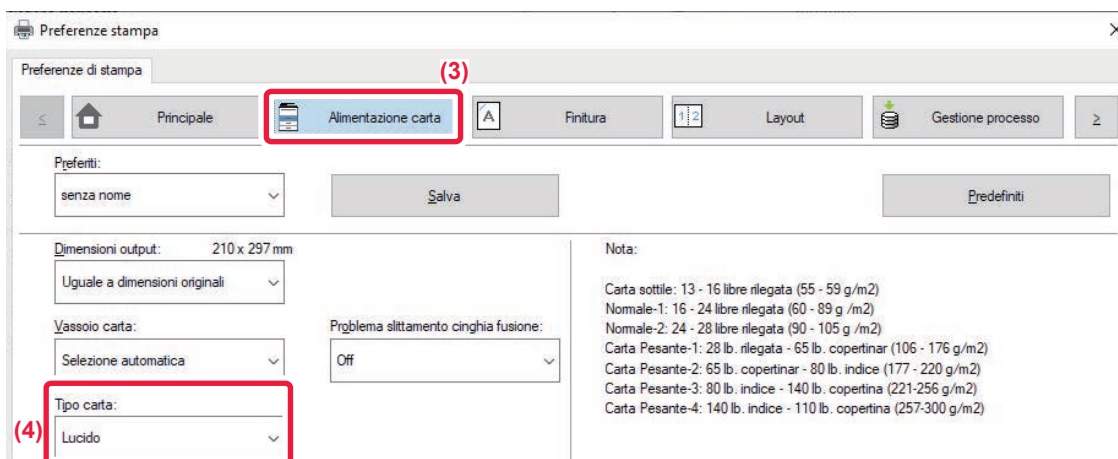 Preferenze stampa
Preferenze di stampa
(3)
< Principale Alimentazione carta A Finitura 1 2 Layout Gestione processo >
Preferiti:
senza nome Salva Predefiniti
Dimensioni output: 210 x 297 mm Nota:
Uguale a dimensioni originali
Carta sottile: 13 - 16 libre rilegata (55 - 59 g/m2)
Normale-1: 16 - 24 libre rilegata (60 - 89 g /m2)
Normale-2: 24 - 28 libre rilegata (90 - 105 g /m2)
Carta Pesante-1: 28 lb. rilegata - 65 lb. copertinar (106 - 176 g/m2)
Carta Pesante-2: 65 lb. copertinar - 80 lb. indice (177 - 220 g/m2)
Carta Pesante-3: 80 lb. indice - 140 lb. copertina (221-256 g/m2)
Carta Pesante-4: 140 lb. indice - 110 lb. copertina (257-300 g/m2)
Vassoio carta: Problema slittamento cinghia fusione:
Selezione automatica Off
Tipo carta:
(4) Lucido